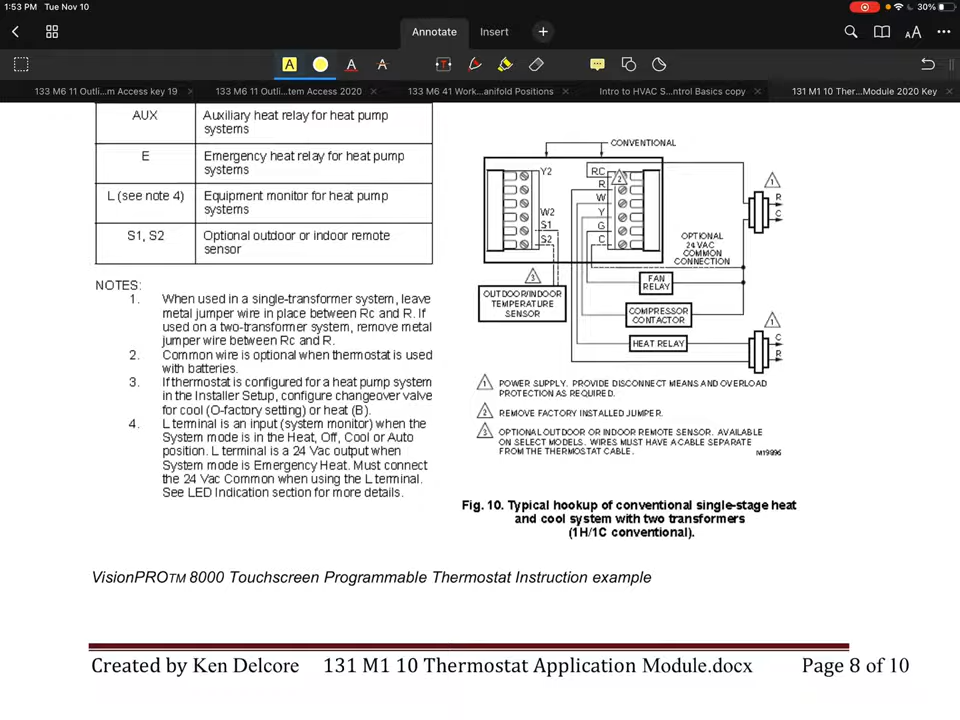 1:53 PM Tue Nov 10
30%
Annotate
Insert
133 M6 11 Outli...m Access key 19
133 M6 11 Outl...tem Access 2020
133 M6 41 Work...anifold Positions
Intro to HVAC S...ntrol Basics copy
131 M1 10 Ther...Module 2020 Key
AUX
Auxiliary heat relay for heat pump
systems
E
Emergency heat relay for heat pump
systems
L (see note 4)
Equipment monitor for heat pump
systems
S1, S2
Optional outdoor or indoor remote
sensor
NOTES:
1. When used in a single-transformer system, leave
metal jumper wire in place between Rc and R. If
used on a two-transformer system, remove metal
jumper wire between Rc and R.
2. Common wire is optional when thermostat is used
with batteries.
3. If thermostat is configured for a heat pump system
in the Installer Setup, configure changeover valve
for cool (O-factory setting) or heat (B).
4. L terminal is an input (system monitor) when the
System mode is in the Heat, Off, Cool or Auto
position. L terminal is a 24 Vac output when
System mode is Emergency Heat. Must connect
the 24 Vac Common when using the L terminal.
See LED Indication section for more details.
CONVENTIONAL
Y2
W2
S1
S2
RC
R
W
Y
G
C
2
1
R
C
OPTIONAL
24 VAC
COMMON
CONNECTION
3
OUTDOOR/INDOOR
TEMPERATURE
SENSOR
FAN
RELAY
COMPRESSOR
CONTACTOR
HEAT RELAY
1
C
R
1 POWER SUPPLY. PROVIDE DISCONNECT MEANS AND OVERLOAD
PROTECTION AS REQUIRED.
2 REMOVE FACTORY INSTALLED JUMPER.
3 OPTIONAL OUTDOOR OR INDOOR REMOTE SENSOR. AVAILABLE
ON SELECT MODELS. WIRES MUST HAVE A CABLE SEPARATE
FROM THE THERMOSTAT CABLE.
M19896
Fig. 10. Typical hookup of conventional single-stage heat
and cool system with two transformers
(1H/1C conventional).
VisionPRO™ 8000 Touchscreen Programmable Thermostat Instruction example
Created by Ken Delcore 131 M1 10 Thermostat Application Module.docx Page 8 of 10